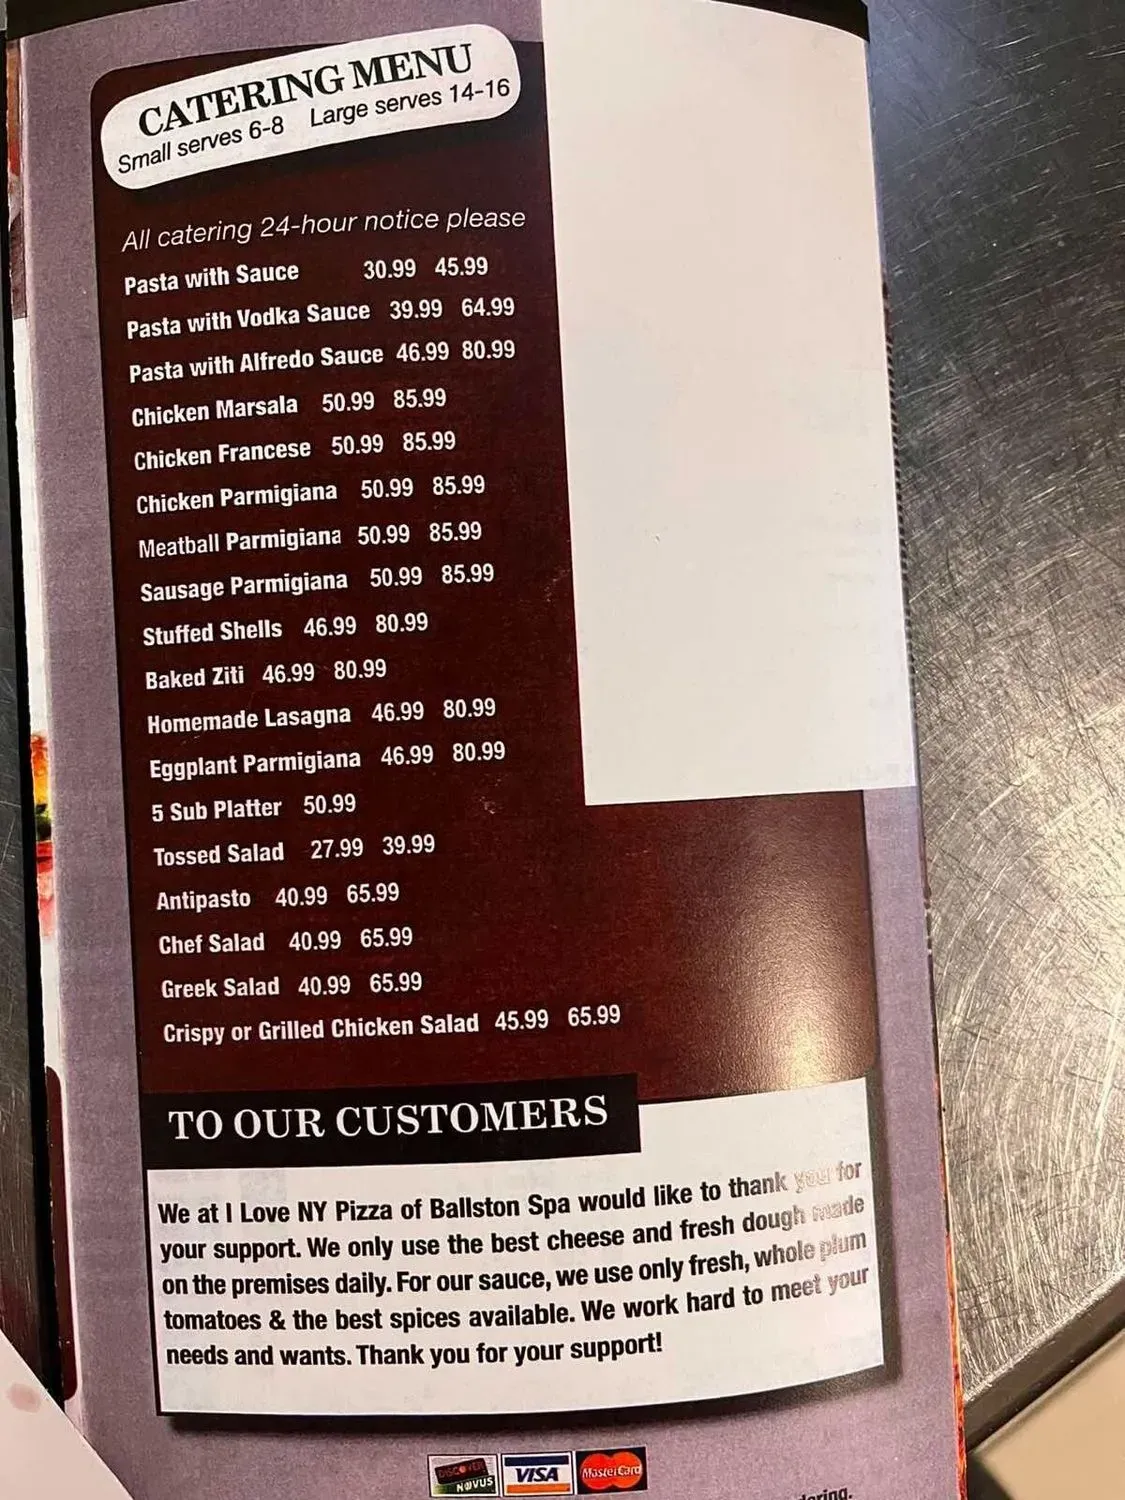 CATERING MENU
Small serves 6-8 Large serves 14-16
All catering 24-hour notice please
Pasta with Sauce 30.99 45.99
Pasta with Vodka Sauce 39.99 64.99
Pasta with Alfredo Sauce 46.99 80.99
Chicken Marsala 50.99 85.99
Chicken Francese 50.99 85.99
Chicken Parmigiana 50.99 85.99
Meatball Parmigiana 50.99 85.99
Sausage Parmigiana 50.99 85.99
Stuffed Shells 46.99 80.99
Baked Ziti 46.99 80.99
Homemade Lasagna 46.99 80.99
Eggplant Parmigiana 46.99 80.99
5 Sub Platter 50.99
Tossed Salad 27.99 39.99
Antipasto 40.99 65.99
Chef Salad 40.99 65.99
Greek Salad 40.99 65.99
Crispy or Grilled Chicken Salad 45.99 65.99
TO OUR CUSTOMERS
We at I Love NY Pizza of Ballston Spa would like to thank you for
your support. We only use the best cheese and fresh dough made
on the premises daily. For our sauce, we use only fresh, whole plum
tomatoes & the best spices available. We work hard to meet your
needs and wants. Thank you for your support!
DISCOVER NOVUS VISA MasterCard